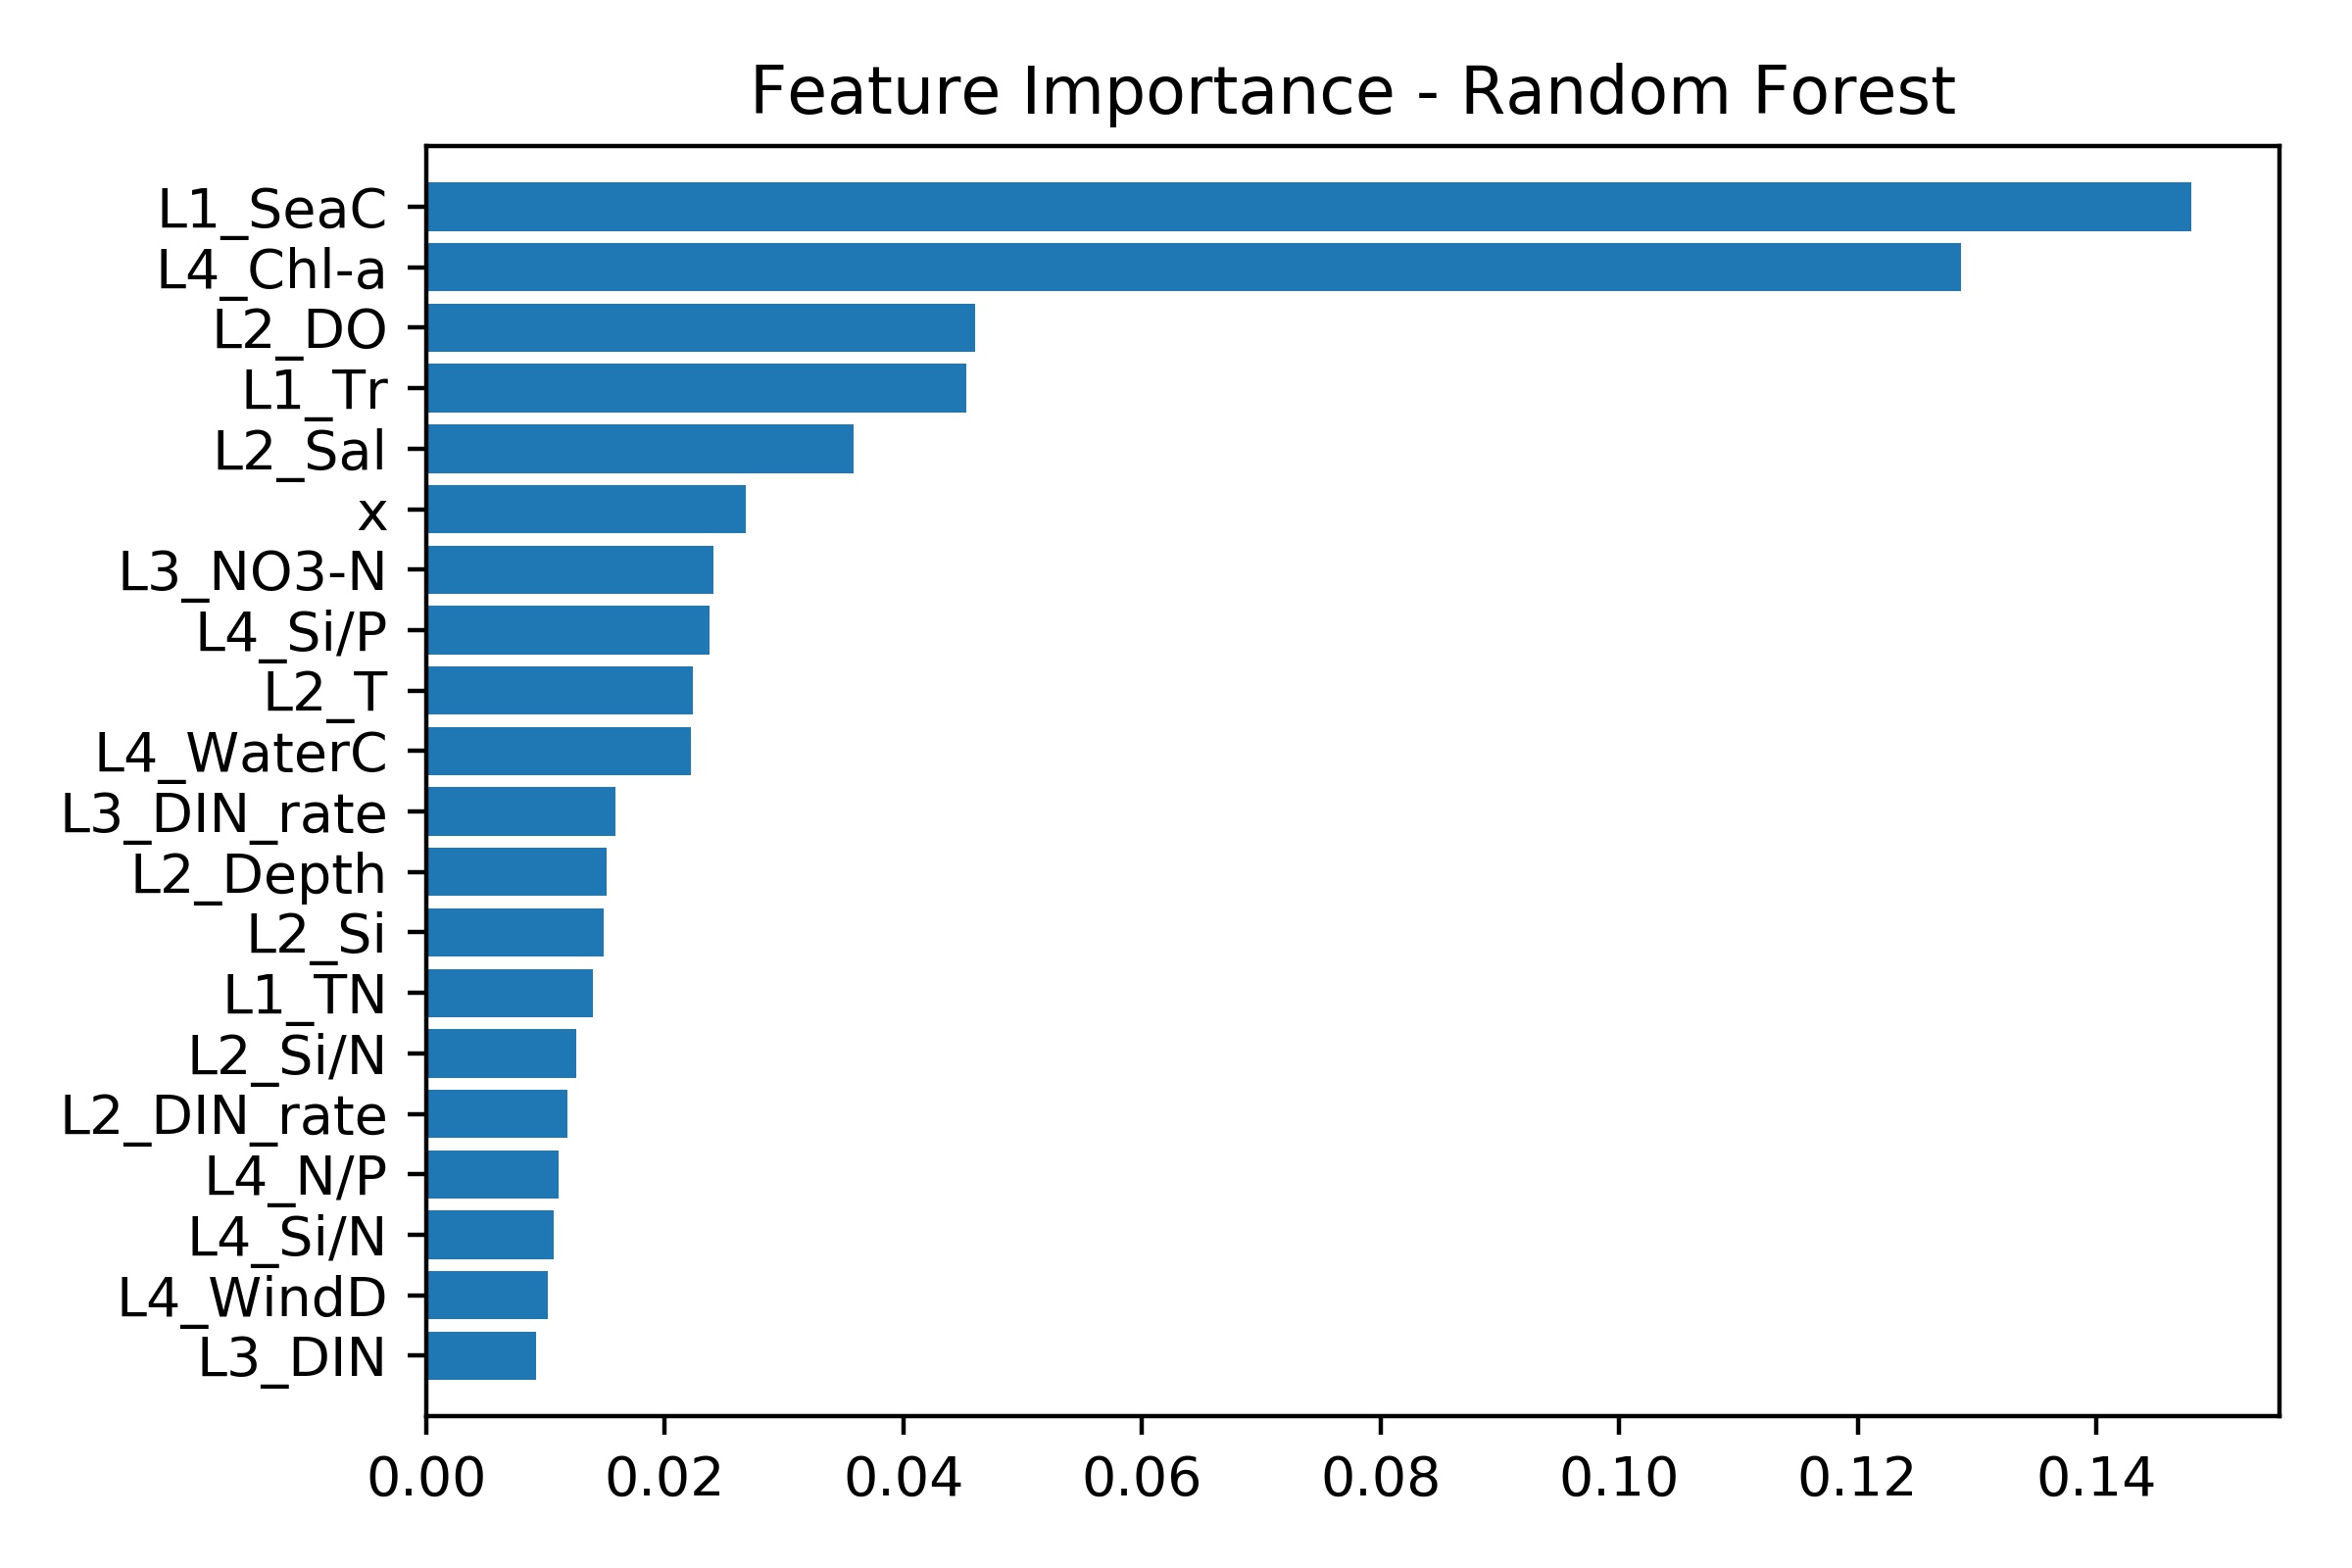 Feature Importance - Random Forest
L1_SeaC
L4_Chl-a
L2_DO
L1_Tr
L2_Sal
x
L3_NO3-N
L4_Si/P
L2_T
L4_WaterC
L3_DIN_rate
L2_Depth
L2_Si
L1_TN
L2_Si/N
L2_DIN_rate
L4_N/P
L4_Si/N
L4_WindD
L3_DIN
0.00 0.02 0.04 0.06 0.08 0.10 0.12 0.14